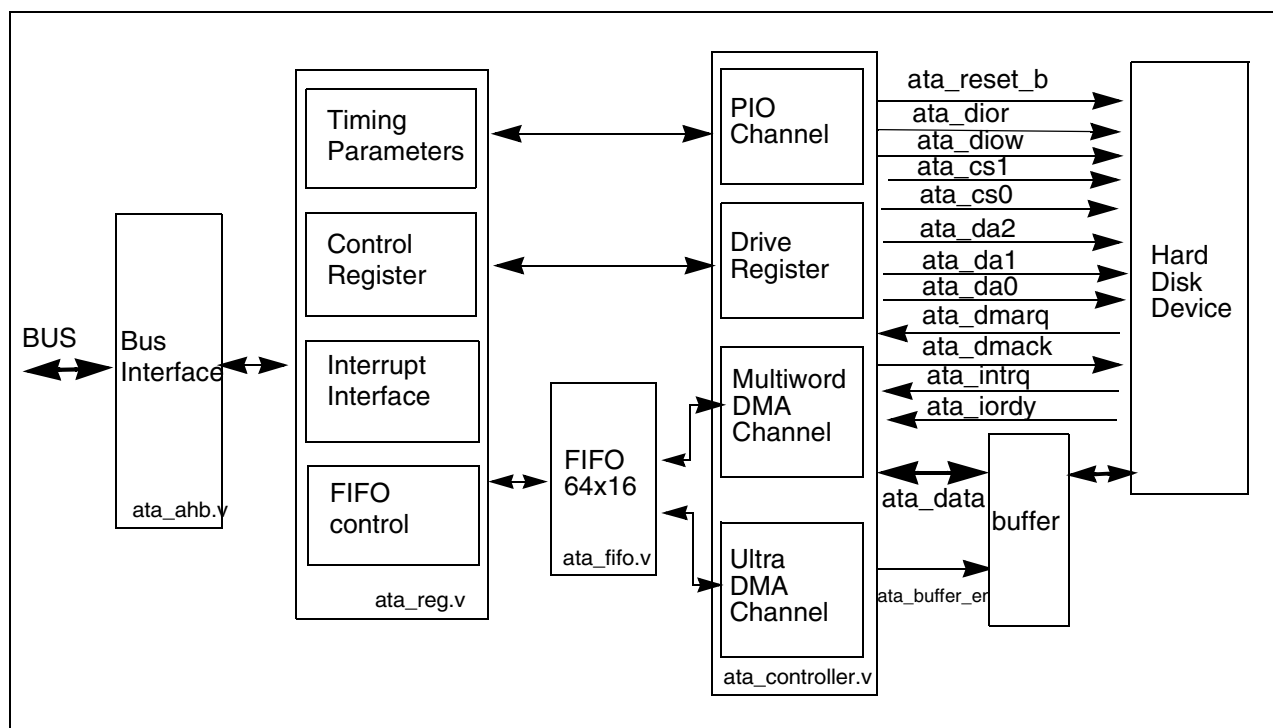 BUS
Bus
Interface
ata_ahb.v
Timing
Parameters
Control
Register
Interrupt
Interface
FIFO
control
ata_reg.v
FIFO
64x16
ata_fifo.v
PIO
Channel
Drive
Register
Multiword
DMA
Channel
Ultra
DMA
Channel
ata_controller.v
ata_reset_b
ata_dior
ata_diow
ata_cs1
ata_cs0
ata_da2
ata_da1
ata_da0
ata_dmarq
ata_dmack
ata_intrq
ata_iordy
ata_data
ata_buffer_er
buffer
Hard
Disk
Device